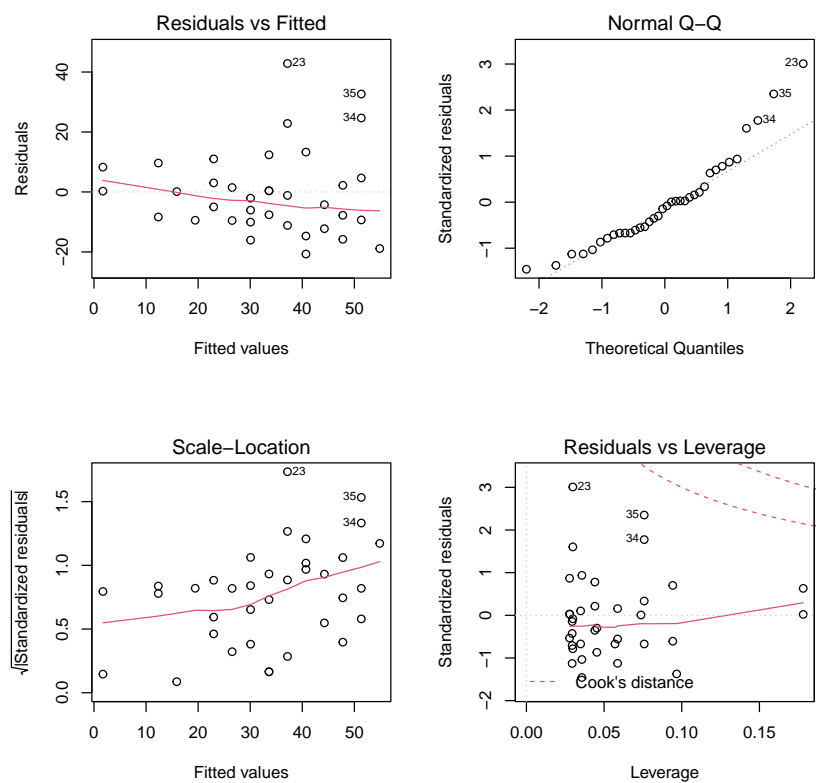 Residuals vs Fitted
Residuals
40
20
0
−20
23
35
34
0 10 20 30 40 50
Fitted values
Normal Q−Q
Standardized residuals
3
2
1
0
−1
23
35
34
−2 −1 0 1 2
Theoretical Quantiles
Scale−Location
√|Standardized residuals|
1.5
1.0
0.5
0.0
23
35
34
0 10 20 30 40 50
Fitted values
Residuals vs Leverage
Standardized residuals
3
2
1
0
−1
−2
23
35
34
Cook's distance
0.00 0.05 0.10 0.15
Leverage